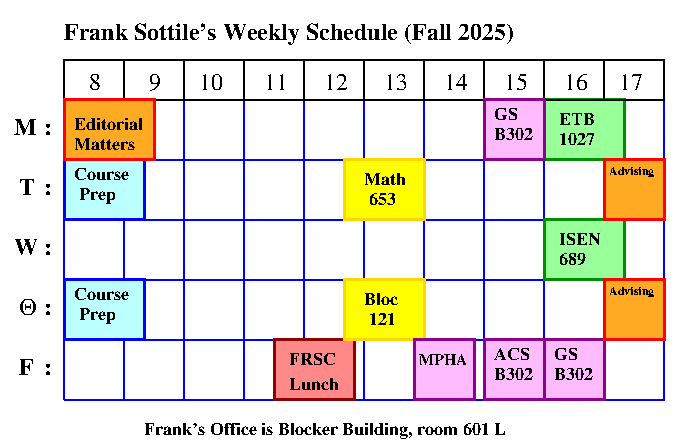 Frank Sottile's Weekly Schedule (Fall 2025)
8 9 10 11 12 13 14 15 16 17
M :
Editorial
Matters
GS
B302
ETB
1027
T :
Course
Prep
Math
653
Advising
W :
ISEN
689
Θ :
Course
Prep
Bloc
121
Advising
F :
FRSC
Lunch
MPHA
ACS
B302
GS
B302
Frank's Office is Blocker Building, room 601 L